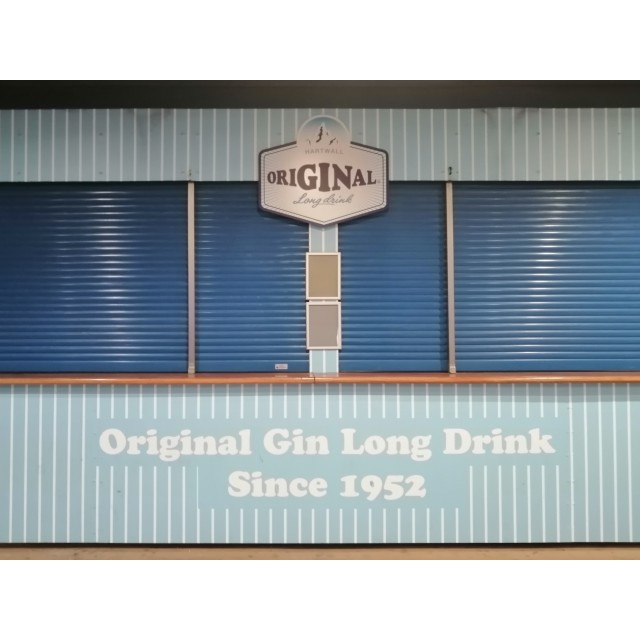 HARTWALL
ORIGINAL
Long drink
Original Gin Long Drink
Since 1952